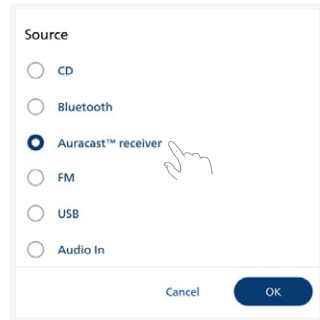 Source
CD
Bluetooth
Auracast™ receiver
FM
USB
Audio In
Cancel OK